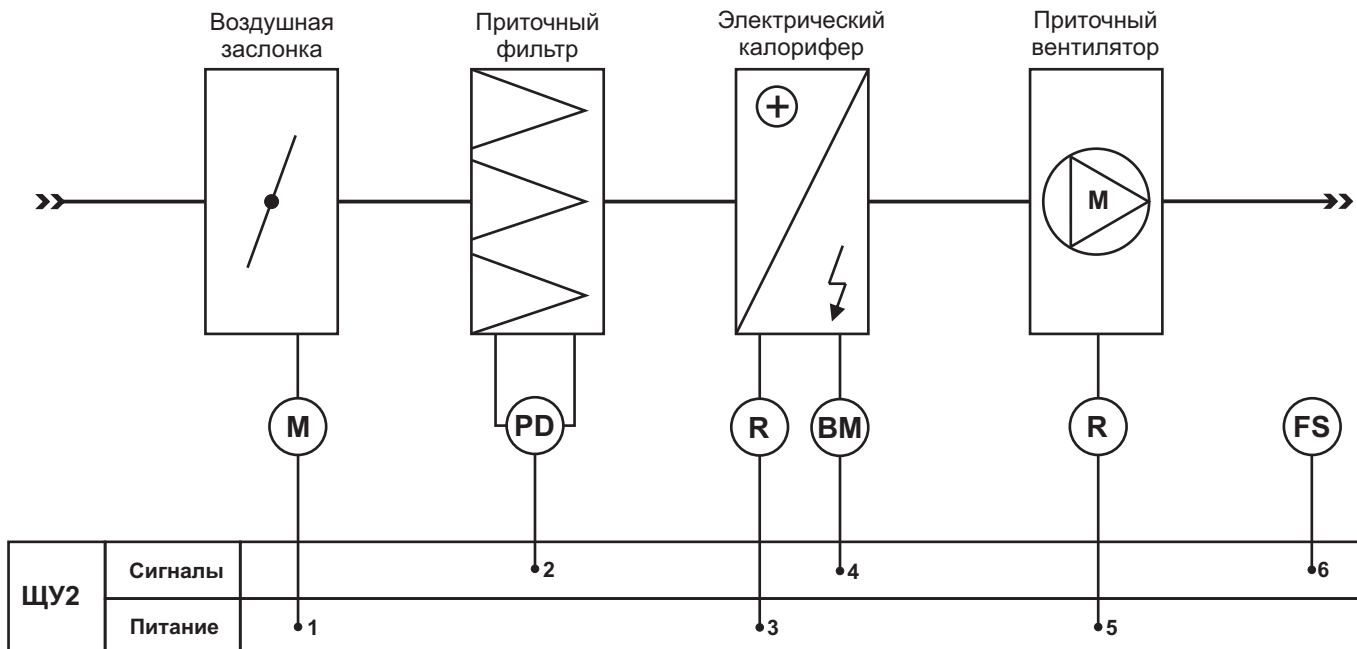 Воздушная
заслонка
Приточный
фильтр
Электрический
калорифер
Приточный
вентилятор
M
M
PD
R
BM
R
FS
ЩУ2
Сигналы
2
4
6
Питание
1
3
5